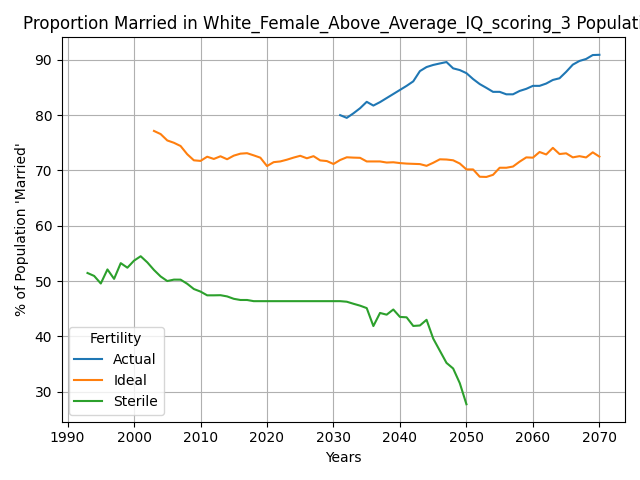 Proportion Married in White_Female_Above_Average_IQ_scoring_3 Populati
% of Population 'Married'
90
80
70
60
50
40
30
Fertility
Actual
Ideal
Sterile
1990 2000 2010 2020 2030 2040 2050 2060 2070
Years